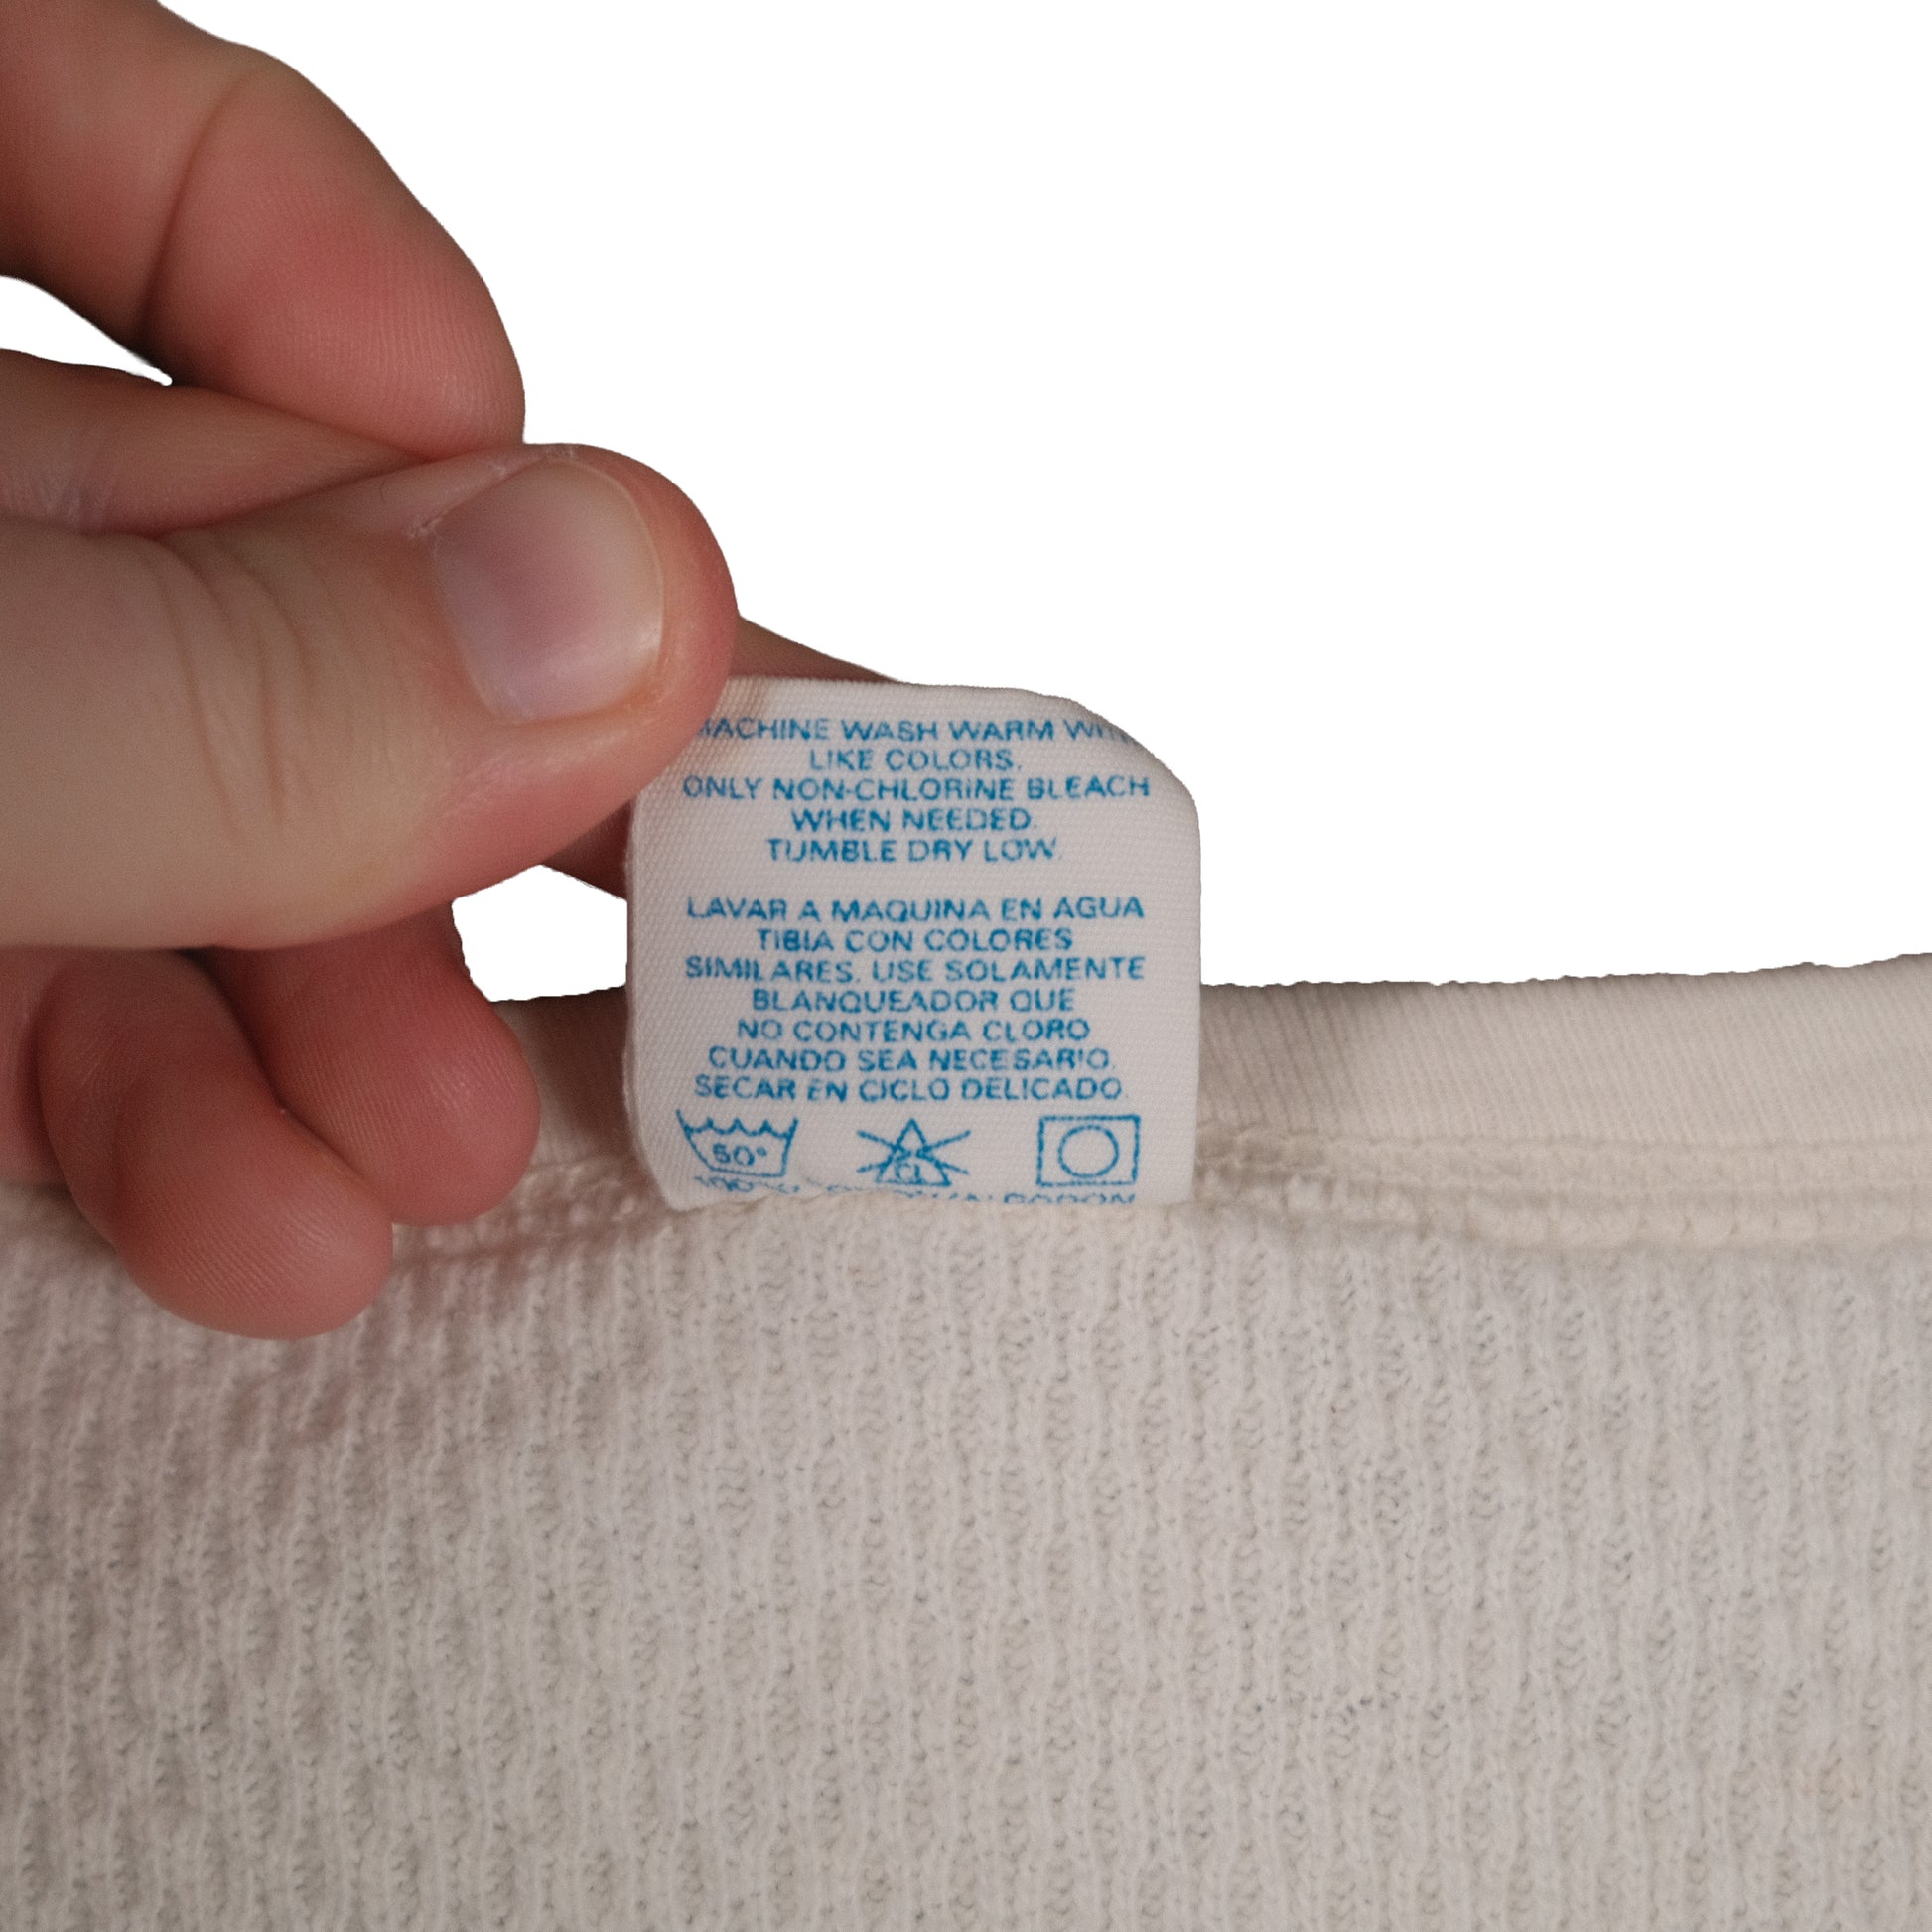 MACHINE WASH WARM WITH
LIKE COLORS.
ONLY NON-CHLORINE BLEACH
WHEN NEEDED.
TUMBLE DRY LOW.
LAVAR A MAQUINA EN AGUA
TIBIA CON COLORES
SIMILARES. USE SOLAMENTE
BLANQUEADOR QUE
NO CONTENGA CLORO
CUANDO SEA NECESARIO.
SECAR EN CICLO DELICADO.
50° CL